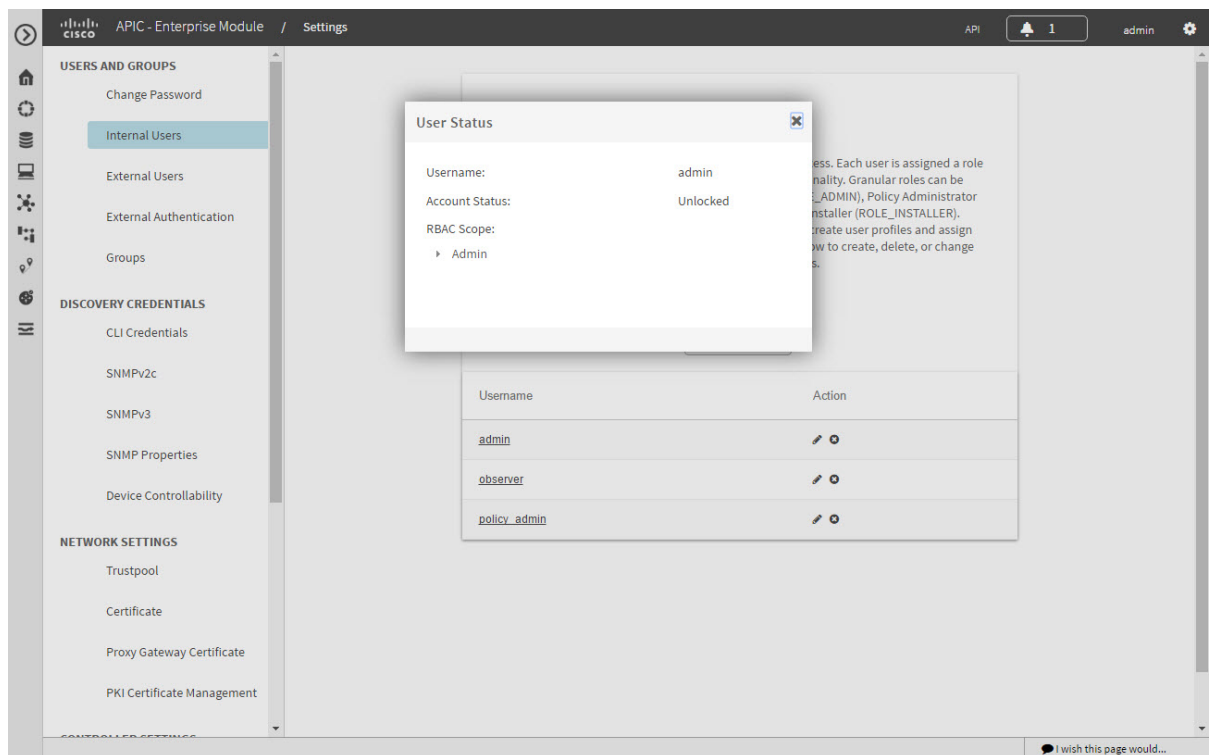 CISCO APIC - Enterprise Module / Settings API 1 admin
USERS AND GROUPS
Change Password
Internal Users
External Users
External Authentication
Groups
DISCOVERY CREDENTIALS
CLI Credentials
SNMPv2c
SNMPv3
SNMP Properties
Device Controllability
NETWORK SETTINGS
Trustpool
Certificate
Proxy Gateway Certificate
PKI Certificate Management
CONTROLLER SETTINGS
User Status
Username: admin
Account Status: Unlocked
RBAC Scope:
Admin
Each user is assigned a role
Granular roles can be
Policy Administrator
(ROLE_INSTALLER).
create user profiles and assign
to create, delete, or change
Username Action
admin
observer
policy_admin
I wish this page would...